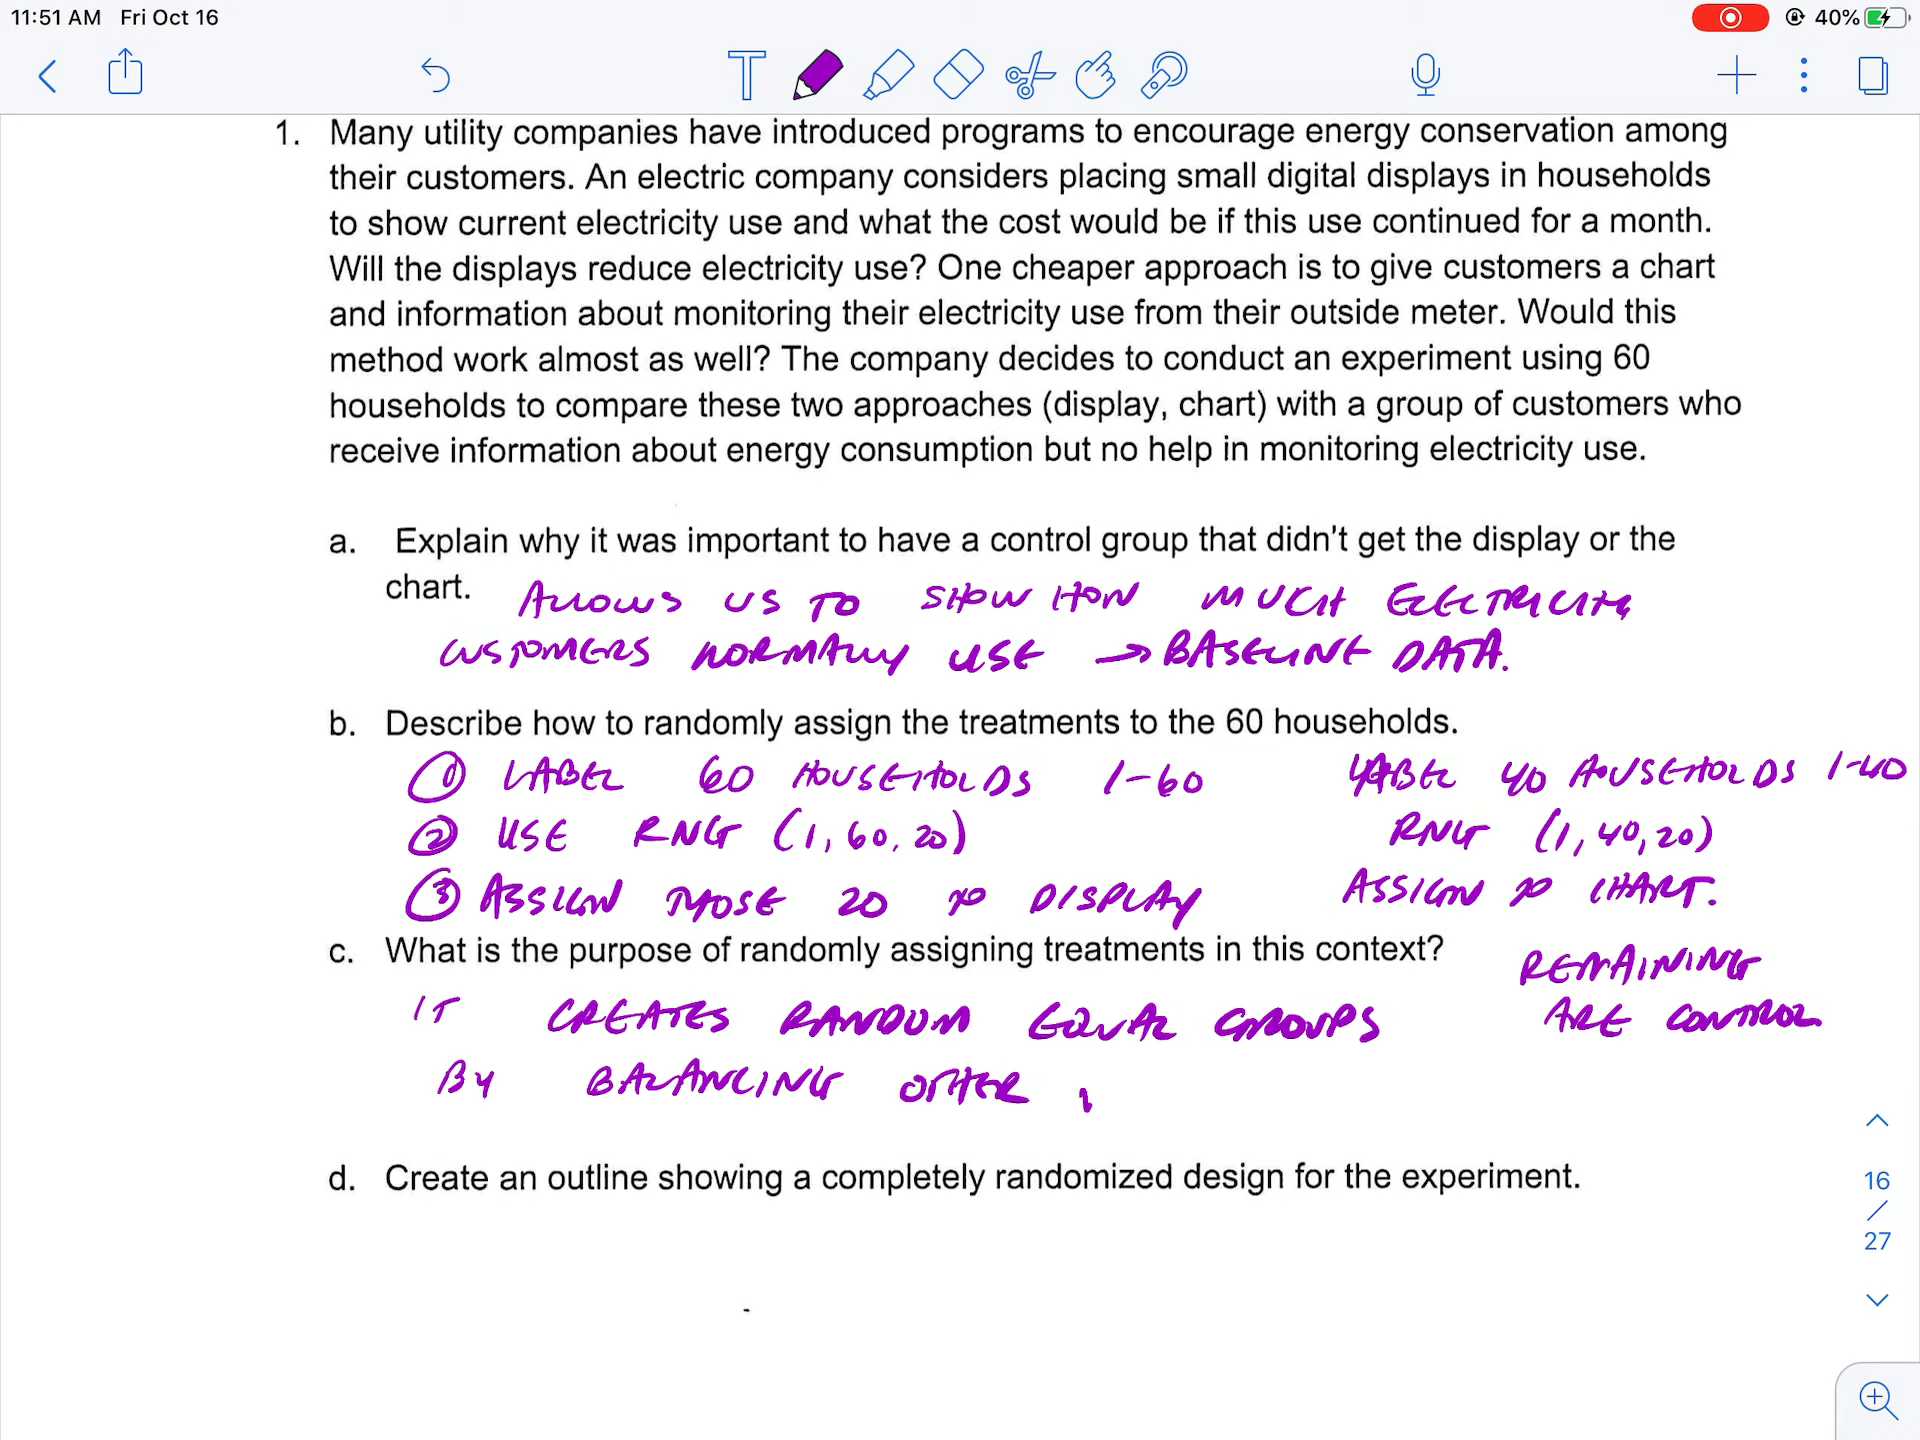 11:51 AM Fri Oct 16
40%
1. Many utility companies have introduced programs to encourage energy conservation among
their customers. An electric company considers placing small digital displays in households
to show current electricity use and what the cost would be if this use continued for a month.
Will the displays reduce electricity use? One cheaper approach is to give customers a chart
and information about monitoring their electricity use from their outside meter. Would this
method work almost as well? The company decides to conduct an experiment using 60
households to compare these two approaches (display, chart) with a group of customers who
receive information about energy consumption but no help in monitoring electricity use.
a. Explain why it was important to have a control group that didn't get the display or the
chart.
ALLOWS US TO SHOW HOW MUCH ELECTRICITY
CUSTOMERS NORMALLY USE → BASELINE DATA.
b. Describe how to randomly assign the treatments to the 60 households.
① LABEL 60 HOUSEHOLDS 1-60
② USE RNG (1, 60, 20)
③ ASSIGN THOSE 20 TO DISPLAY
LABEL 40 HOUSEHOLDS 1-40
RNG (1, 40, 20)
ASSIGN TO CHART.
REMAINING
ARE CONTROL
c. What is the purpose of randomly assigning treatments in this context?
IT CREATES RANDOM EQUAL GROUPS
BY BALANCING OTHER
d. Create an outline showing a completely randomized design for the experiment.
16
/
27